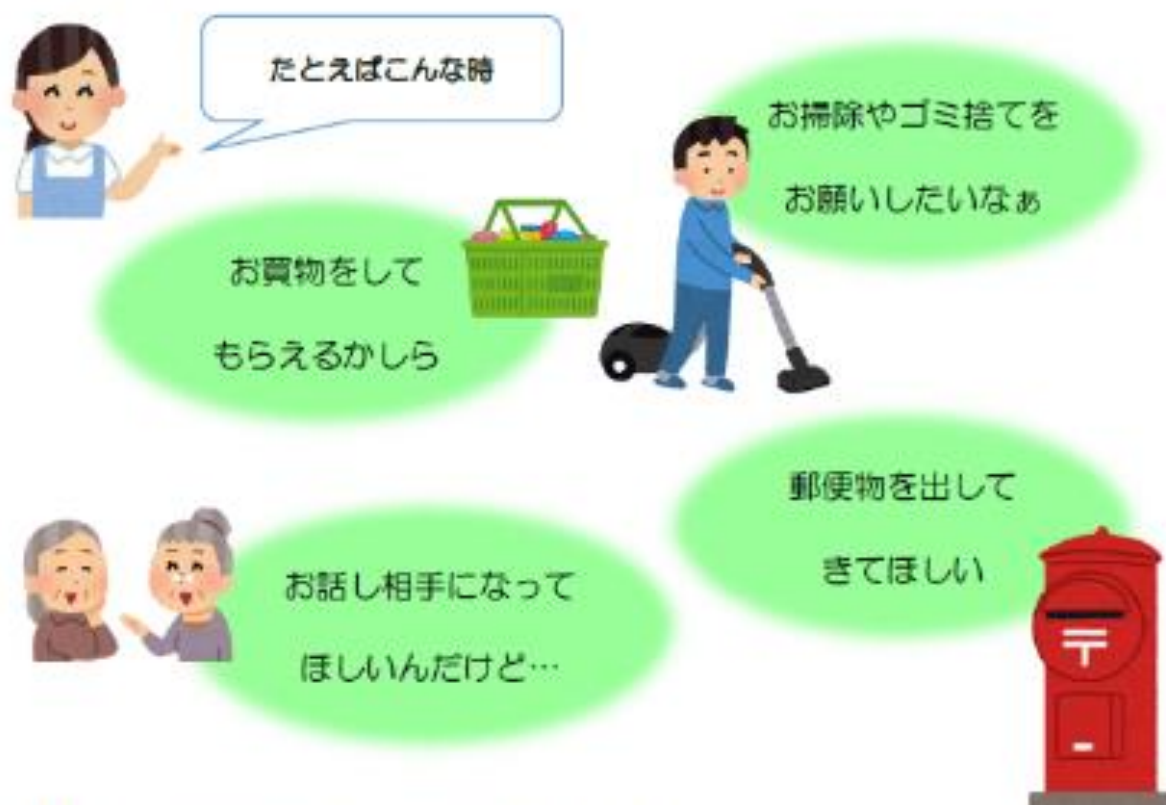 たとえばこんな時
お掃除やゴミ捨てを
お願いしたいなぁ
お買物をして
もらえるかしら
郵便物を出して
きてほしい
お話し相手になって
ほしいんだけど…